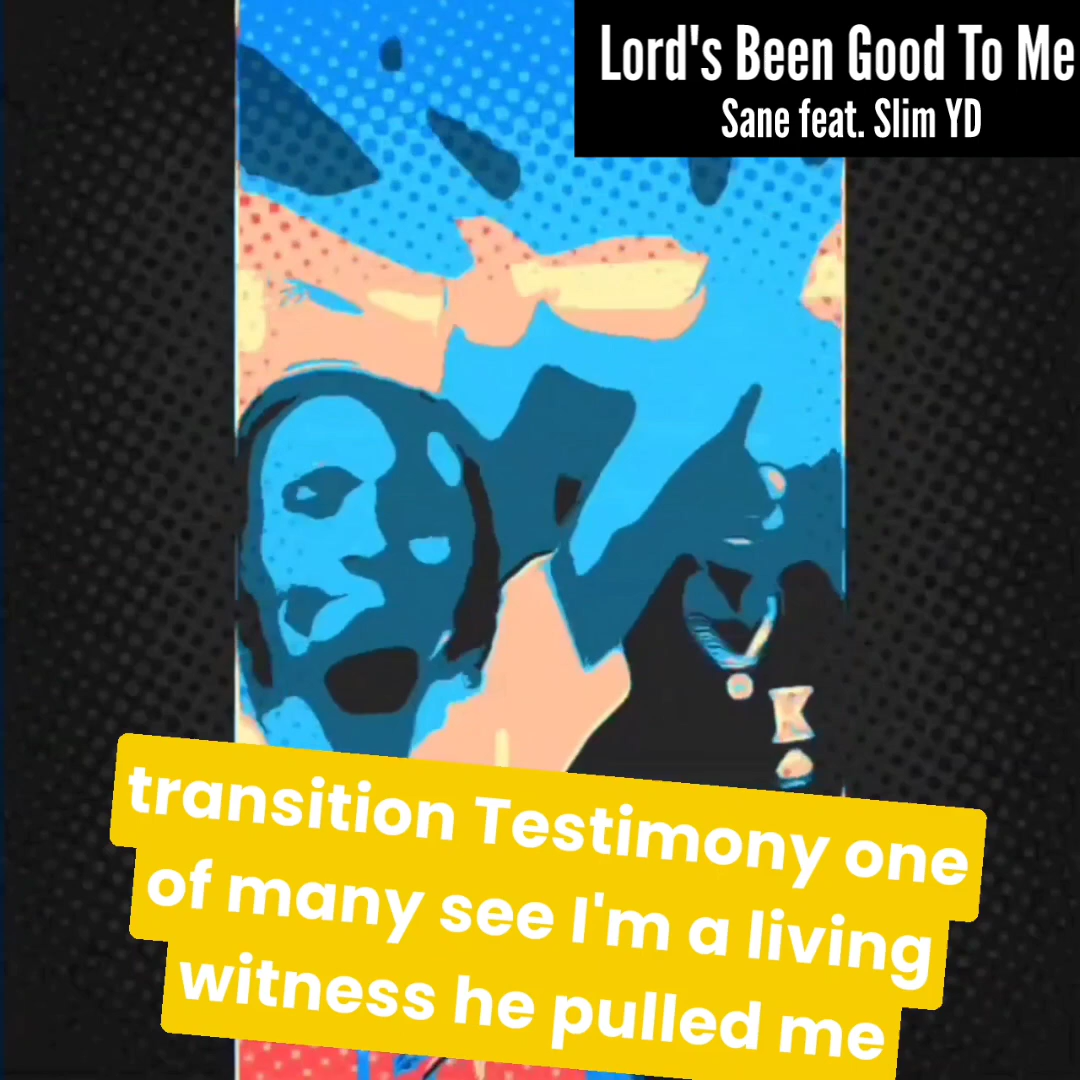 Lord's Been Good To Me
Sane feat. Slim YD
transition Testimony one
of many see I'm a living
witness he pulled me